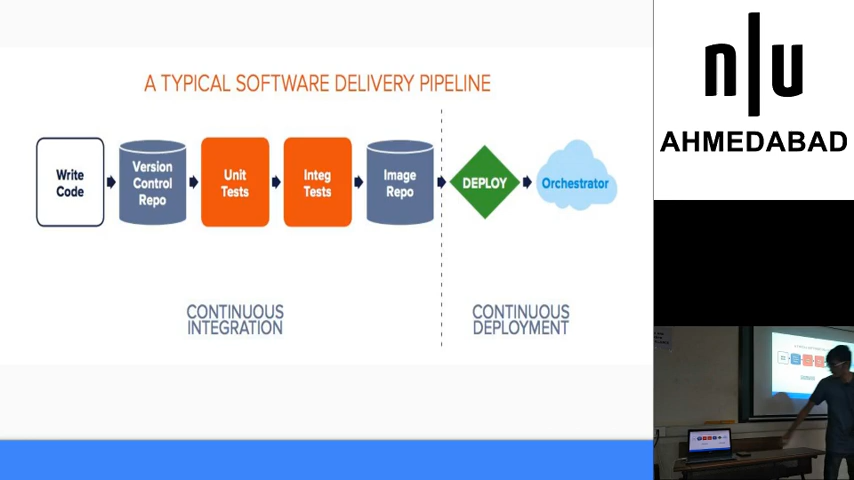 A TYPICAL SOFTWARE DELIVERY PIPELINE
Write
Code
Version
Control
Repo
Unit
Tests
Integ
Tests
Image
Repo
DEPLOY
Orchestrator
CONTINUOUS
INTEGRATION
CONTINUOUS
DEPLOYMENT
n|u
AHMEDABAD